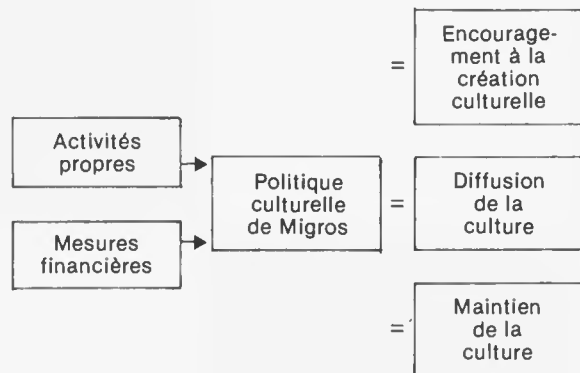 Activités
propres
Mesures
financières
Politique
culturelle
de Migros
=
Encourage-
ment à la
création
culturelle
=
Diffusion
de la
culture
=
Maintien
de la
culture